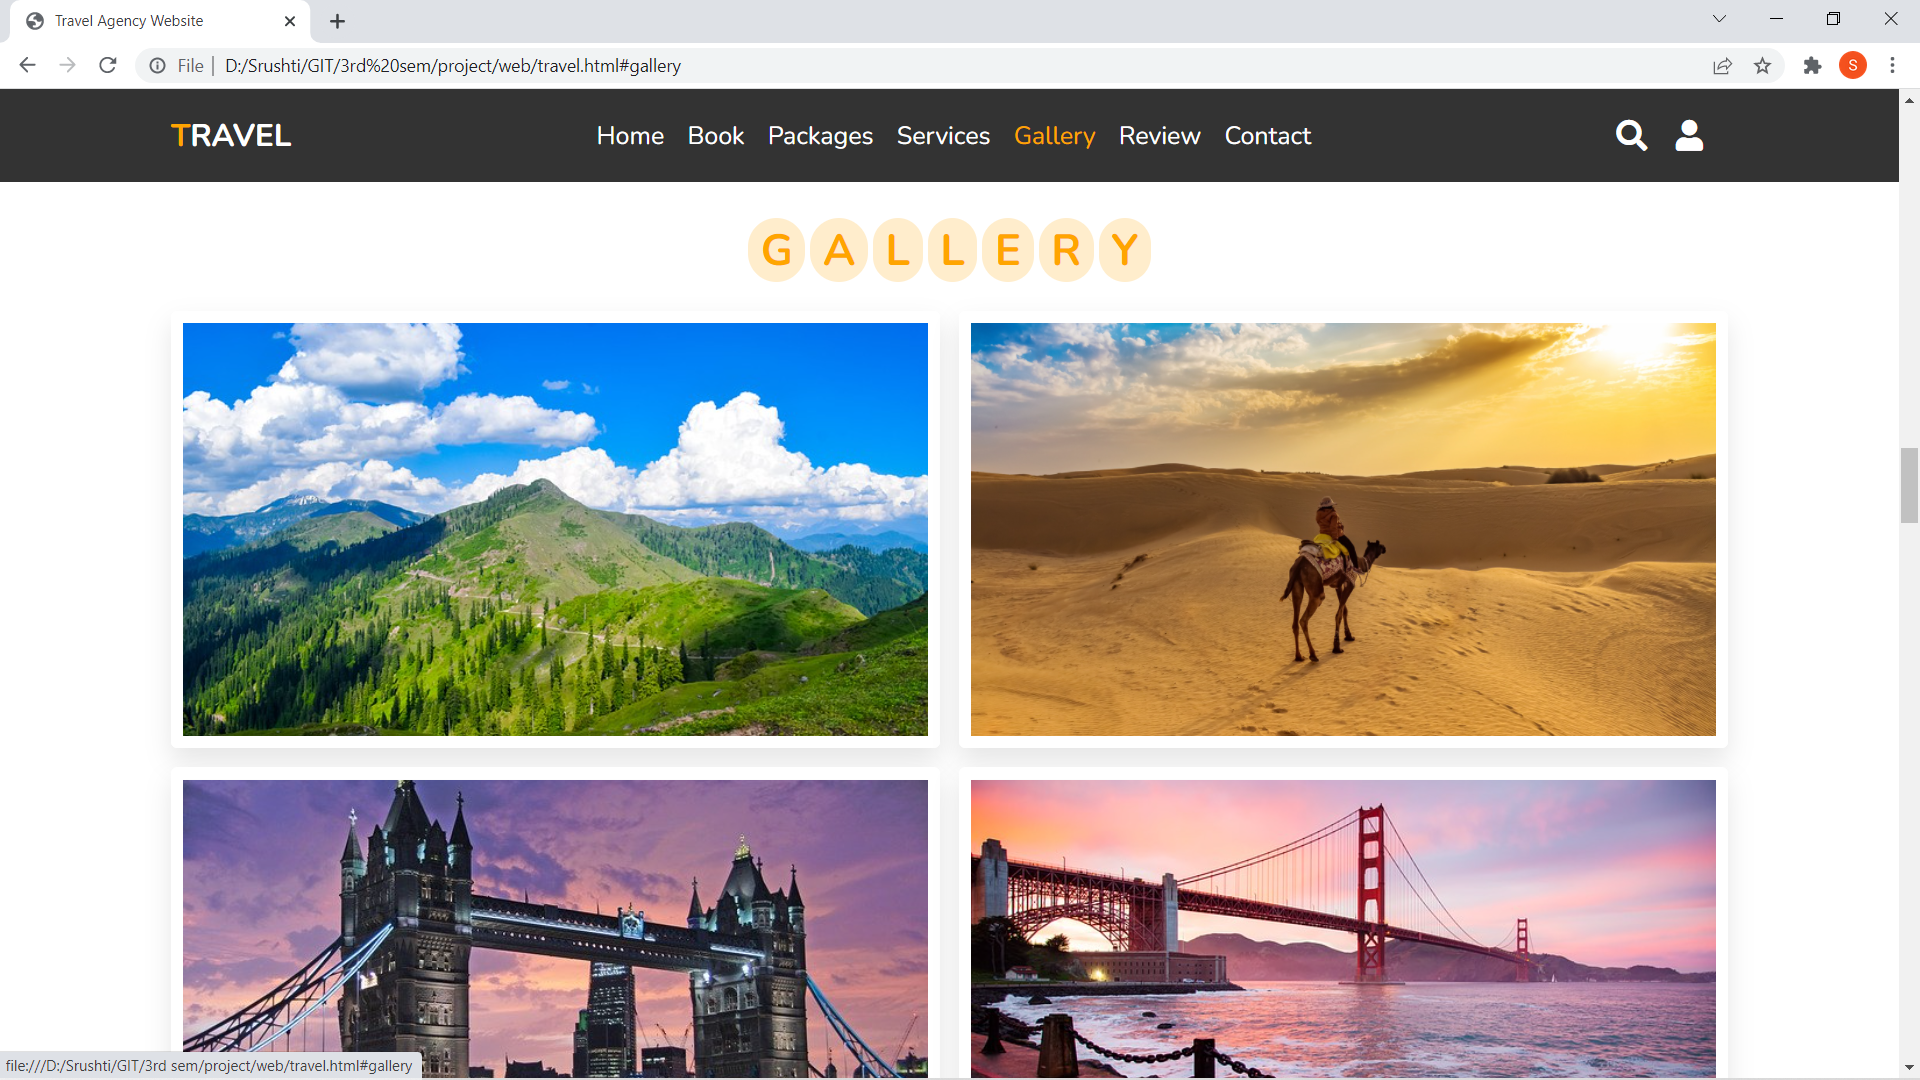 Travel Agency Website
File | D:/Srushti/GIT/3rd%20sem/project/web/travel.html#gallery
S
TRAVEL Home Book Packages Services Gallery Review Contact
GALLERY
file:///D:/Srushti/GIT/3rd sem/project/web/travel.html#gallery